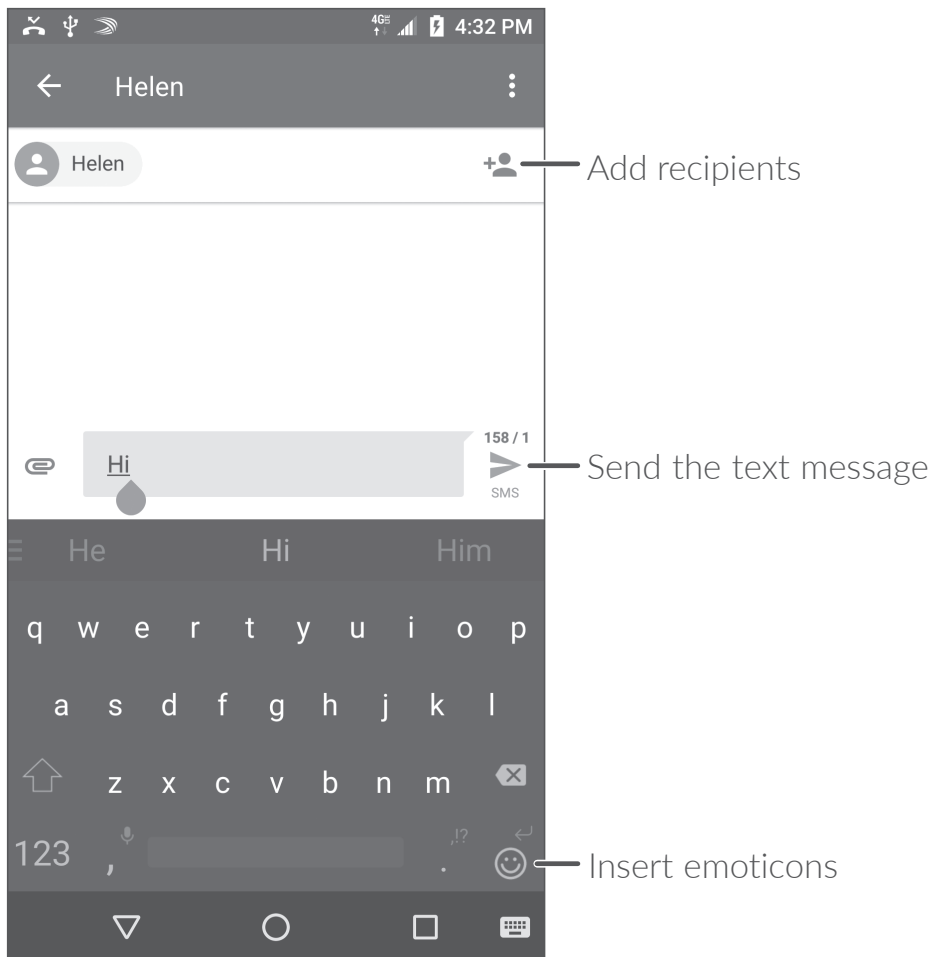 4G 4:32 PM
Helen
Helen
Add recipients
158 / 1
Hi
Send the text message
SMS
He Hi Him
q w e r t y u i o p
a s d f g h j k l
z x c v b n m
123 , .,!?
Insert emoticons